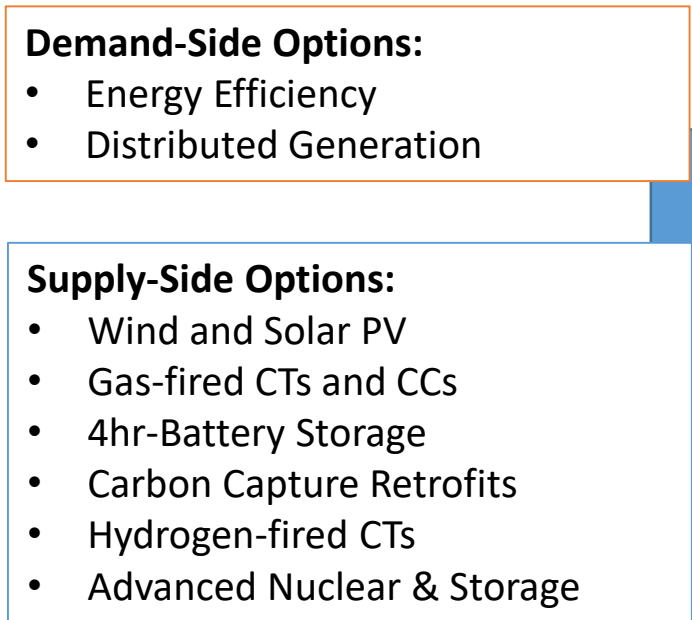 Demand-Side Options:
• Energy Efficiency
• Distributed Generation
Supply-Side Options:
• Wind and Solar PV
• Gas-fired CTs and CCs
• 4hr-Battery Storage
• Carbon Capture Retrofits
• Hydrogen-fired CTs
• Advanced Nuclear & Storage